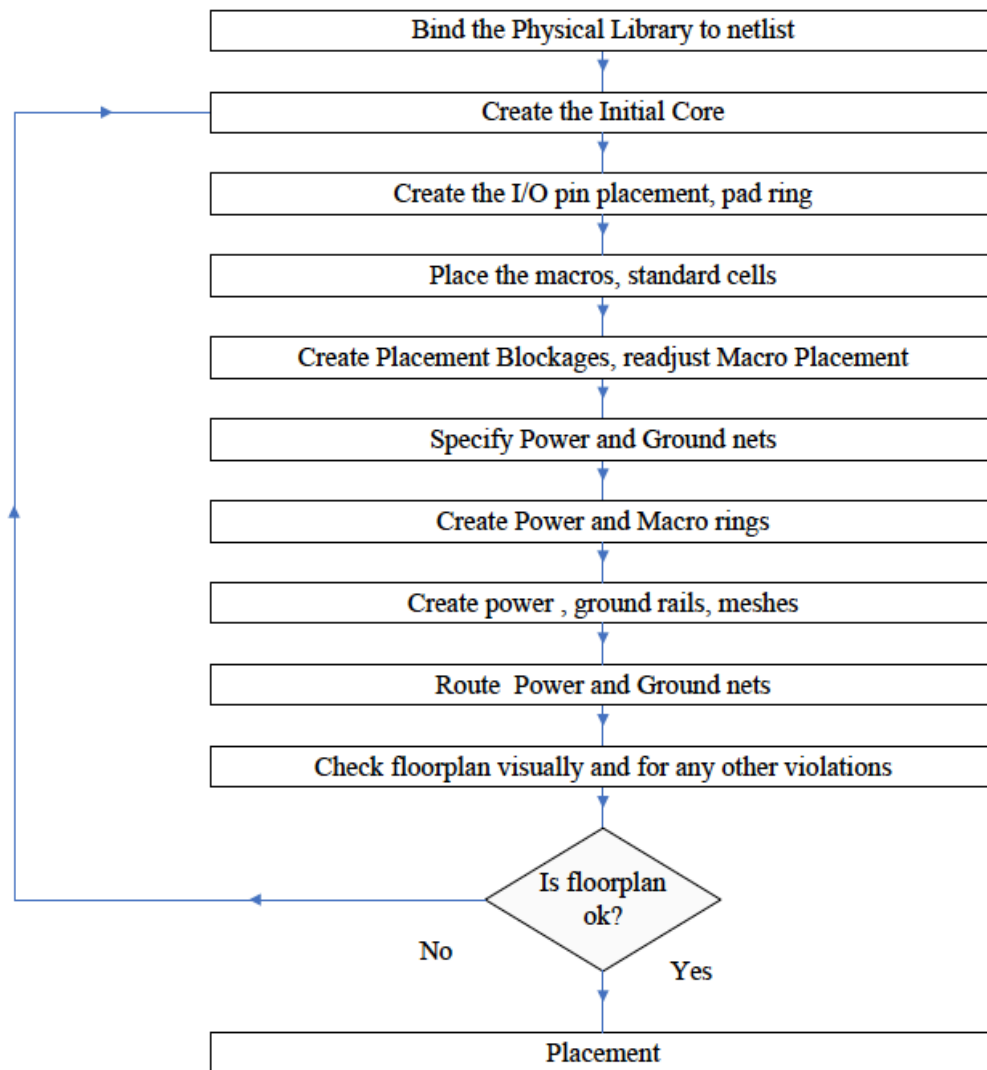 Bind the Physical Library to netlist
Create the Initial Core
Create the I/O pin placement, pad ring
Place the macros, standard cells
Create Placement Blockages, readjust Macro Placement
Specify Power and Ground nets
Create Power and Macro rings
Create power , ground rails, meshes
Route Power and Ground nets
Check floorplan visually and for any other violations
Is floorplan
ok?
No
Yes
Placement